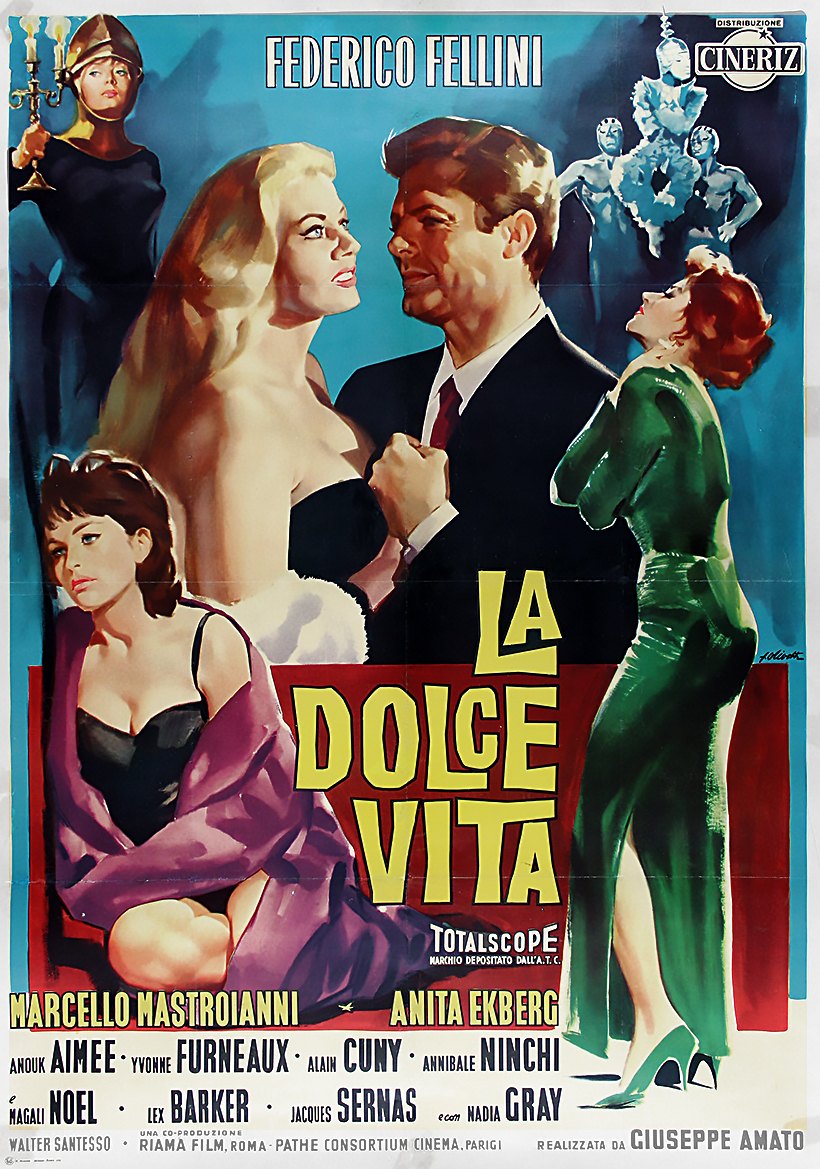 DISTRIBUZIONE
CINERIZ
FEDERICO FELLINI
LA
DOLCE
VITA
TOTALSCOPE
MARCHIO DEPOSITATO DALL'A.T.C.
MARCELLO MASTROIANNI ANITA EKBERG
ANOUK AIMEE · YVONNE FURNEAUX · ALAIN CUNY · ANNIBALE NINCHI
e
MAGALI NOEL · LEX BARKER · JACQUES SERNAS e con NADIA GRAY
WALTER SANTESSO · UNA CO-PRODUZIONE
RIAMA FILM, ROMA - PATHE CONSORTIUM CINEMA, PARIGI REALIZZATA DA GIUSEPPE AMATO